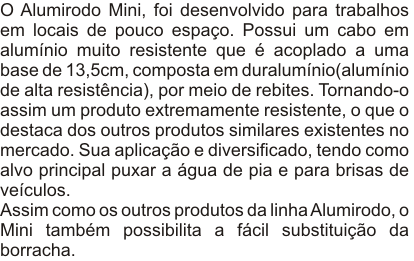 O Alumirodo Mini, foi desenvolvido para trabalhos
em locais de pouco espaço. Possui um cabo em
alumínio muito resistente que é acoplado a uma
base de 13,5cm, composta em duralumínio(alumínio
de alta resistência), por meio de rebites. Tornando-o
assim um produto extremamente resistente, o que o
destaca dos outros produtos similares existentes no
mercado. Sua aplicação e diversificado, tendo como
alvo principal puxar a água de pia e para brisas de
veículos.
Assim como os outros produtos da linha Alumirodo, o
Mini também possibilita a fácil substituição da
borracha.